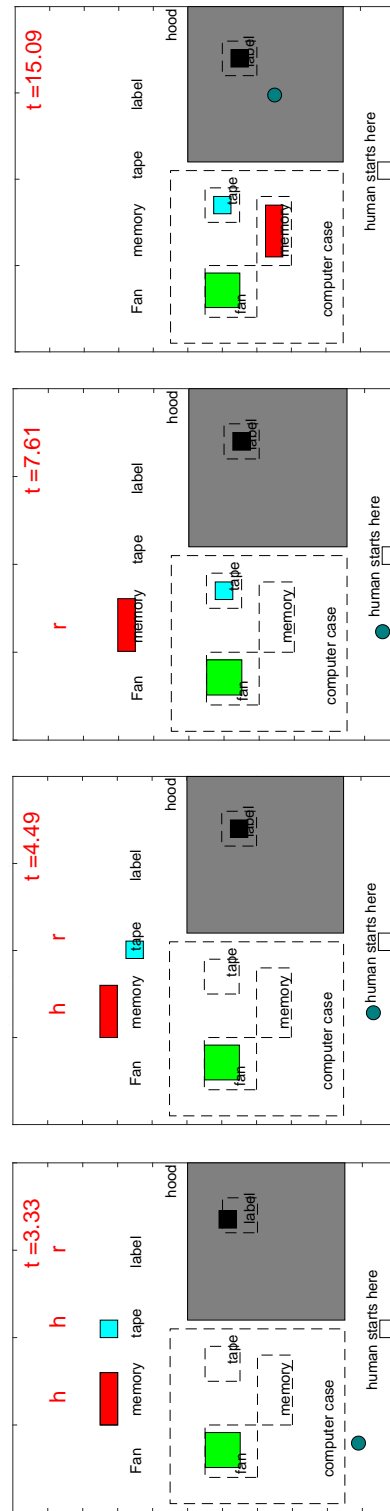 t =3.33
h h r
Fan memory tape label
hood
fan tape label
memory
computer case
human starts here
t =4.49
h r
Fan memory tape label
hood
fan tape label
memory
computer case
human starts here
t =7.61
r
Fan memory tape label
hood
fan tape label
memory
computer case
human starts here
t =15.09
Fan memory tape label
hood
fan tape label
memory
computer case
human starts here